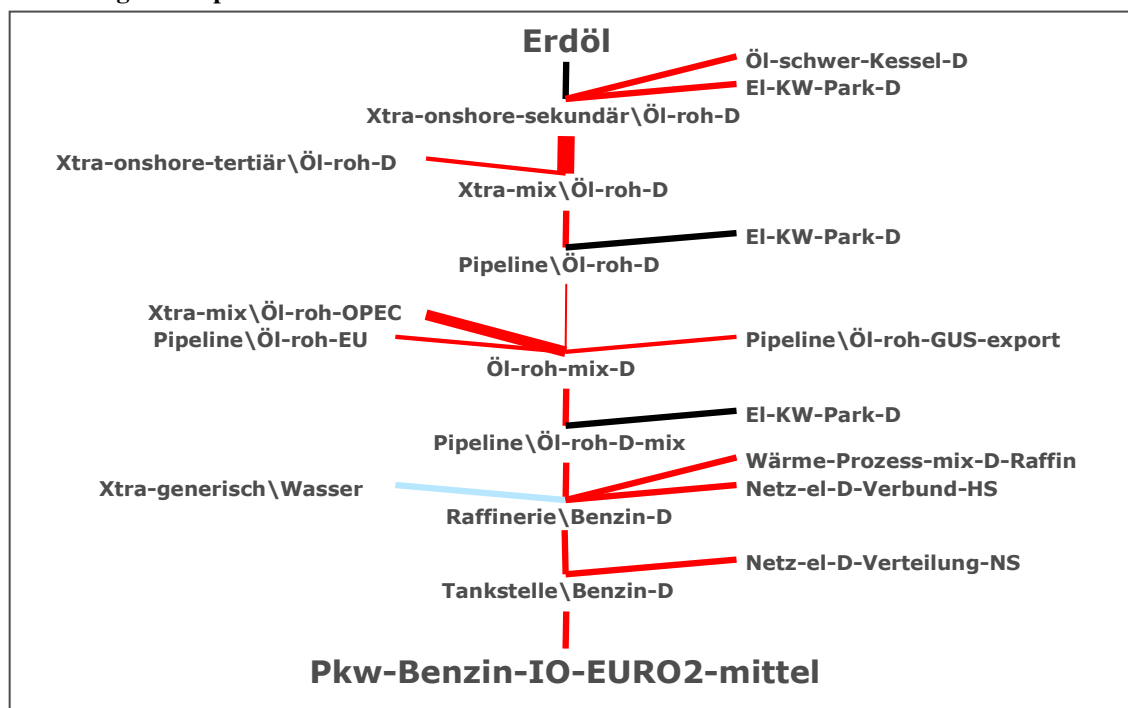 Erdöl
Öl-schwer-Kessel-D
El-KW-Park-D
Xtra-onshore-sekundär\Öl-roh-D
Xtra-onshore-tertiär\Öl-roh-D
Xtra-mix\Öl-roh-D
El-KW-Park-D
Pipeline\Öl-roh-D
Xtra-mix\Öl-roh-OPEC
Pipeline\Öl-roh-EU
Pipeline\Öl-roh-GUS-export
Öl-roh-mix-D
El-KW-Park-D
Pipeline\Öl-roh-D-mix
Wärme-Prozess-mix-D-Raffin
Xtra-generisch\Wasser
Netz-el-D-Verbund-HS
Raffinerie\Benzin-D
Netz-el-D-Verteilung-NS
Tankstelle\Benzin-D
Pkw-Benzin-IO-EURO2-mittel